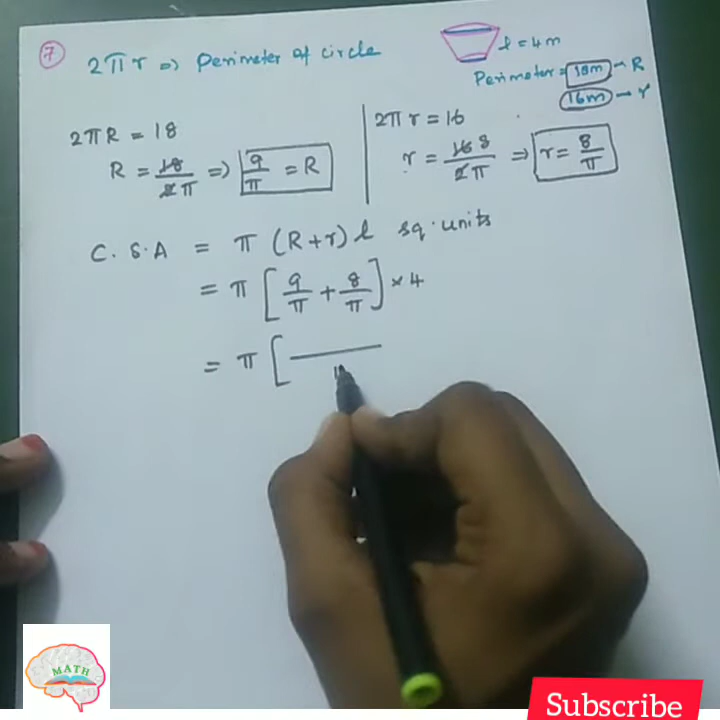 7 2πr ⇒ Perimeter of circle
l = 4m
Perimeter = 18m → R
16m → r
2πR = 18
R = 18/2π ⇒ 9/π = R
2πr = 16
r = 16 8/2π ⇒ r = 8/π
C.S.A = π (R+r) l sq.units
= π [9/π + 8/π] × 4
= π [
MATH
Subscribe